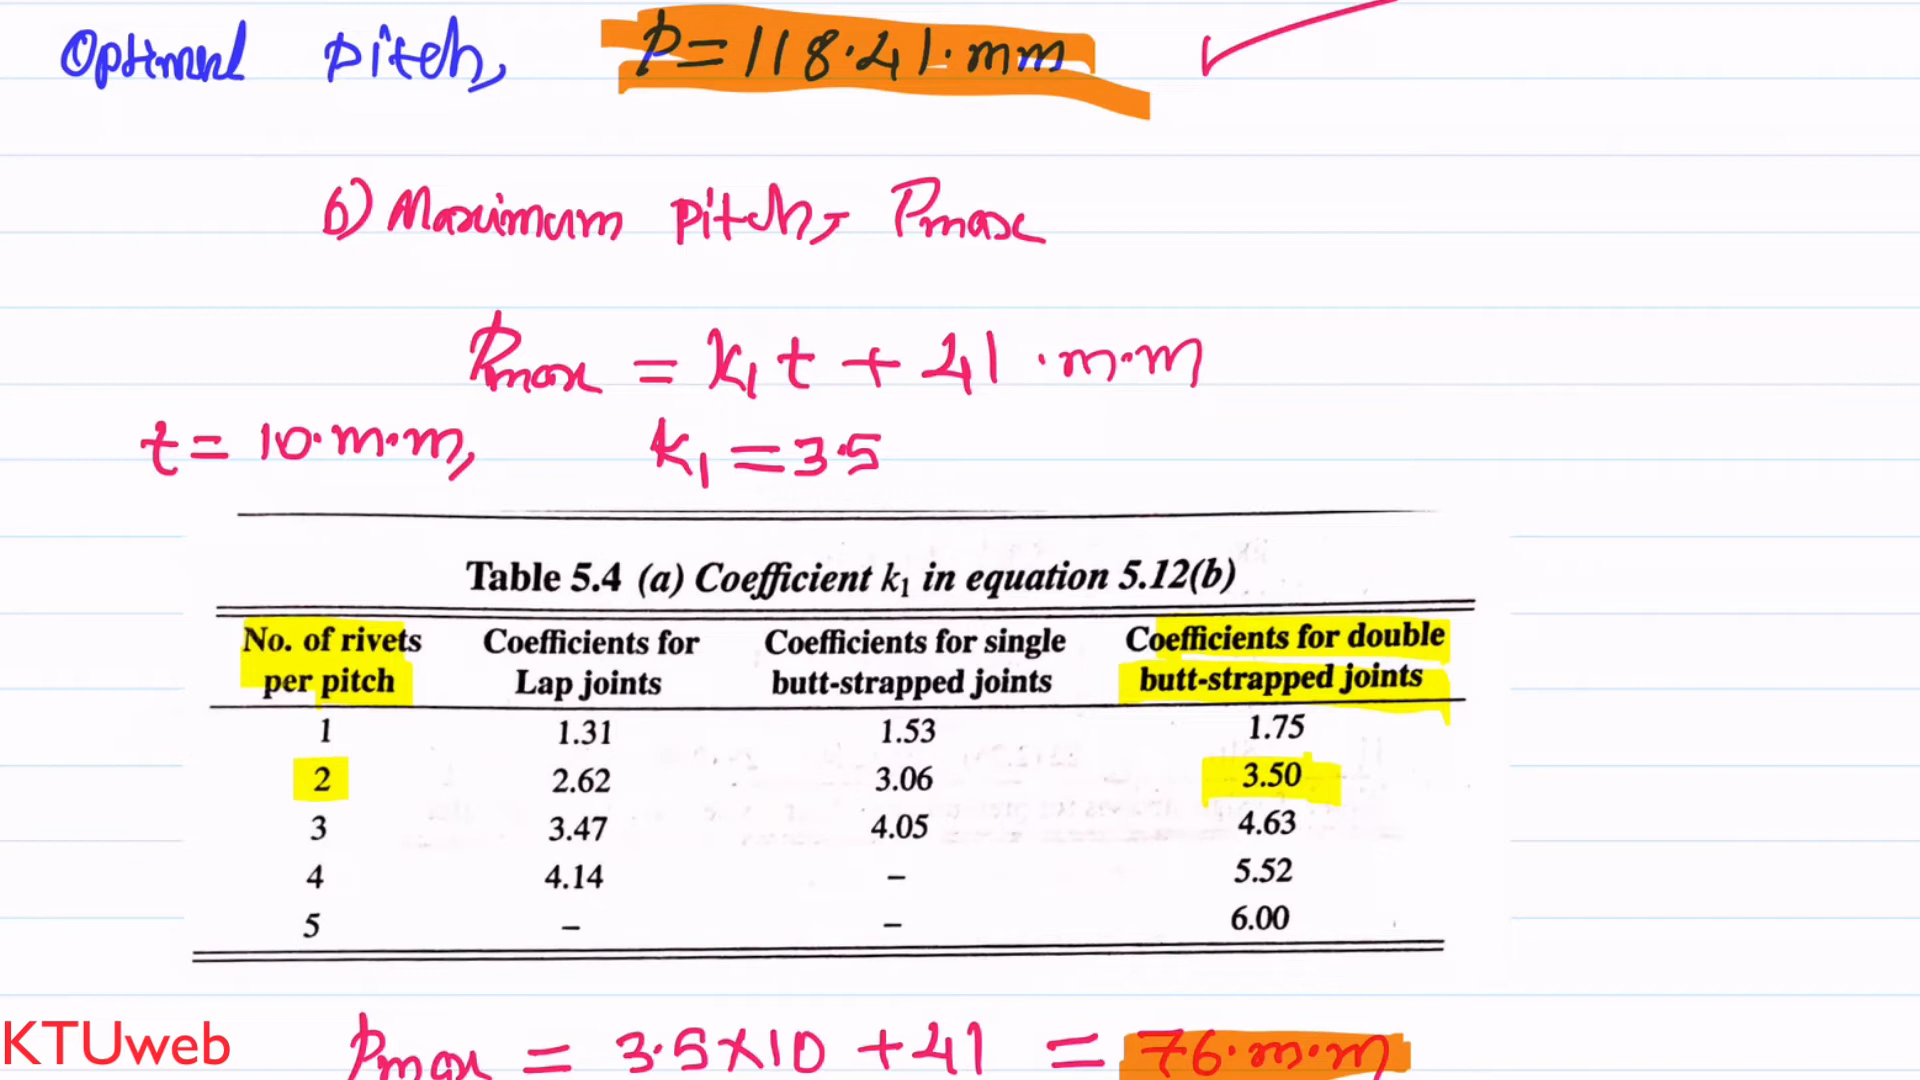 Optimal pitch, p = 118.41 · mm
b) Maximum pitch, Pmax
Pmax = K1 t + 41 · m·m
t = 10·m·m, K1 = 3.5
Table 5.4 (a) Coefficient k1 in equation 5.12(b)
No. of rivets per pitch Coefficients for Lap joints Coefficients for single butt-strapped joints Coefficients for double butt-strapped joints
1 1.31 1.53 1.75
2 2.62 3.06 3.50
3 3.47 4.05 4.63
4 4.14 – 5.52
5 – – 6.00
KTUweb
Pmax = 3.5 X 10 + 41 = 76·m·m